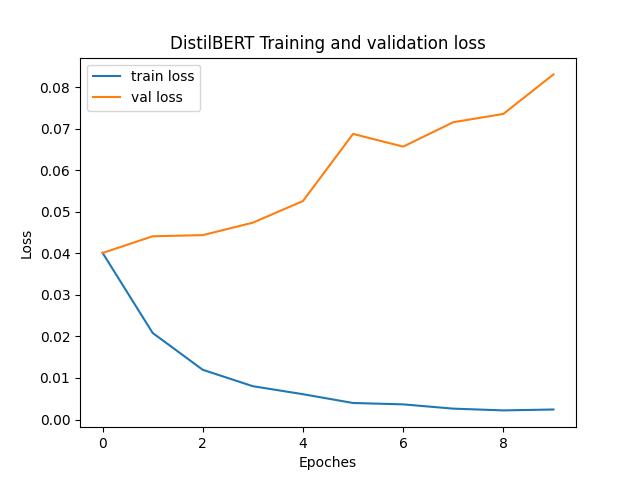 DistilBERT Training and validation loss
train loss
val loss
0.08
0.07
0.06
0.05
0.04
0.03
0.02
0.01
0.00
Loss
0 2 4 6 8
Epoches